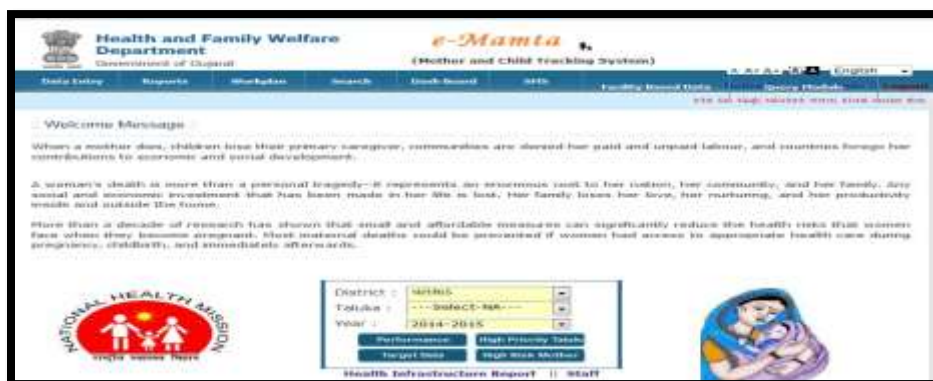 Health and Family Welfare
Department
Government of Gujarat
e-Mamta
(Mother and Child Tracking System)
A- A+ A A A English
Data Entry Reports Workplan Search Dash Board SMS Facility Based Data Query Module
:: Welcome Message ::
When a mother dies, children lose their primary caregiver, communities are denied her paid and unpaid labour, and countries forego her
contributions to economic and social development.
A woman's death is more than a personal tragedy--it represents an enormous cost to her nation, her community, and her family. Any
social and economic investment that has been made in her life is lost. Her family loses her love, her nurturing, and her productivity
inside and outside the home.
More than a decade of research has shown that small and affordable measures can significantly reduce the health risks that women
face when they become pregnant. Most maternal deaths could be prevented if women had access to appropriate health care during
pregnancy, childbirth, and immediately afterwards.
NATIONAL HEALTH MISSION
राष्ट्रीय स्वास्थ्य मिशन
District :
Taluka : ---Select-NA---
Year : 2014-2015
Performance High Priority Taluka
Target Data High Risk Mother
Health Infrastructure Report || Staff